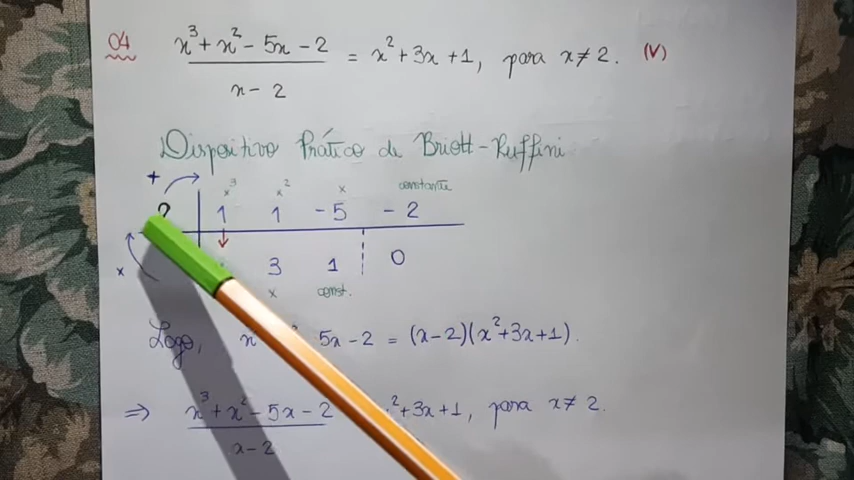 04 x³ + x² - 5x - 2 / x - 2 = x² + 3x + 1, para x ≠ 2. (V)
Dispositivo Prático de Briott-Ruffini
+ x³ x² x constante
2 1 1 -5 -2
x 3 1 0
x const.
Logo, 5x - 2 = (x-2)(x²+3x+1).
⇒ x³ + x² - 5x - 2 / x - 2 ²+3x+1, para x ≠ 2.